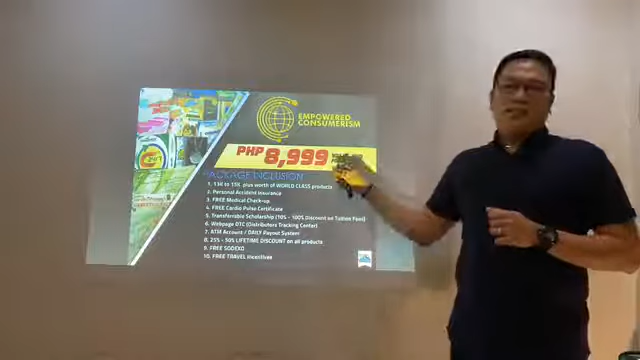 EMPOWERED
CONSUMERISM
PHP 8,999
PACKAGE INCLUSION
1. 13K to 15K plus worth of WORLD CLASS products
2. Personal Accident Insurance
3. FREE Medical Check-up
4. FREE Cardio Pulse Certificate
5. Transferrable Scholarship (10% - 100% Discount on Tuition Fees)
6. Webpage DTC (Distributors Tracking Center)
7. ATM Account / DAILY Payout System
8. 25% - 50% LIFETIME DISCOUNT on all products
9. FREE SODEXO
10. FREE TRAVEL Incentives